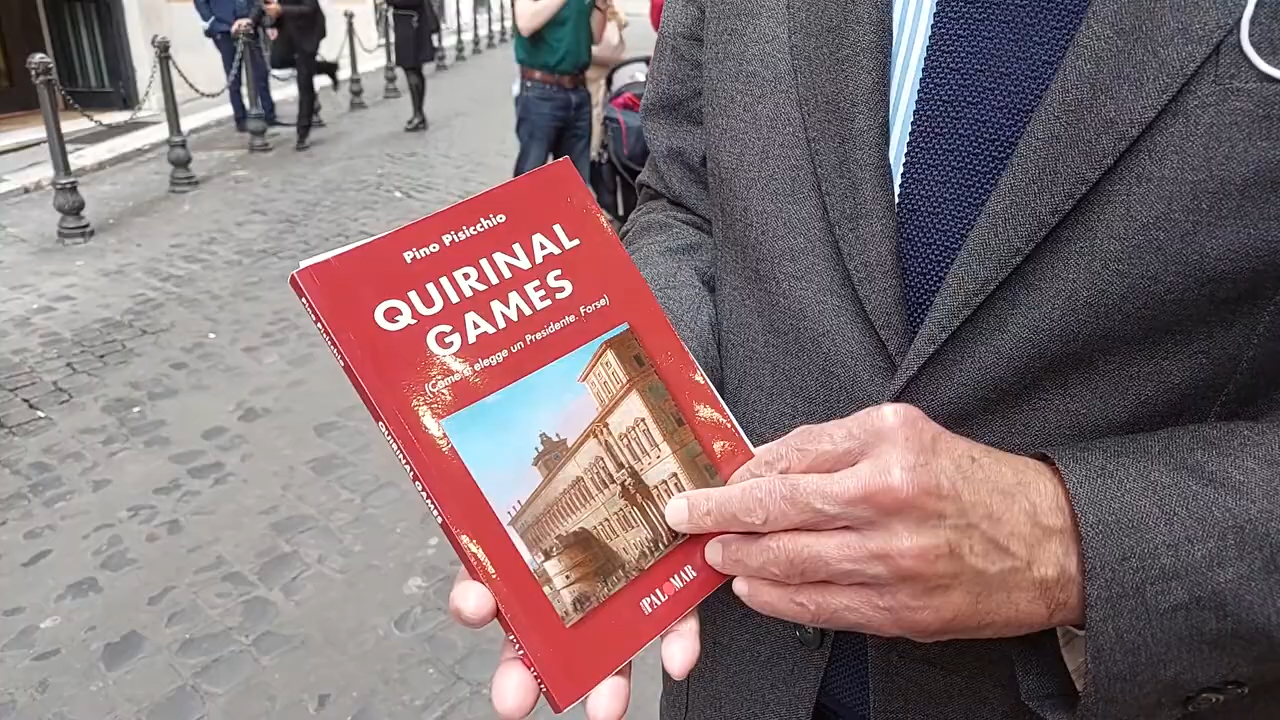 Pino Pisicchio
QUIRINAL
GAMES
(Come si elegge un Presidente. Forse)
PALOMAR
Pino Pisicchio
QUIRINAL GAMES